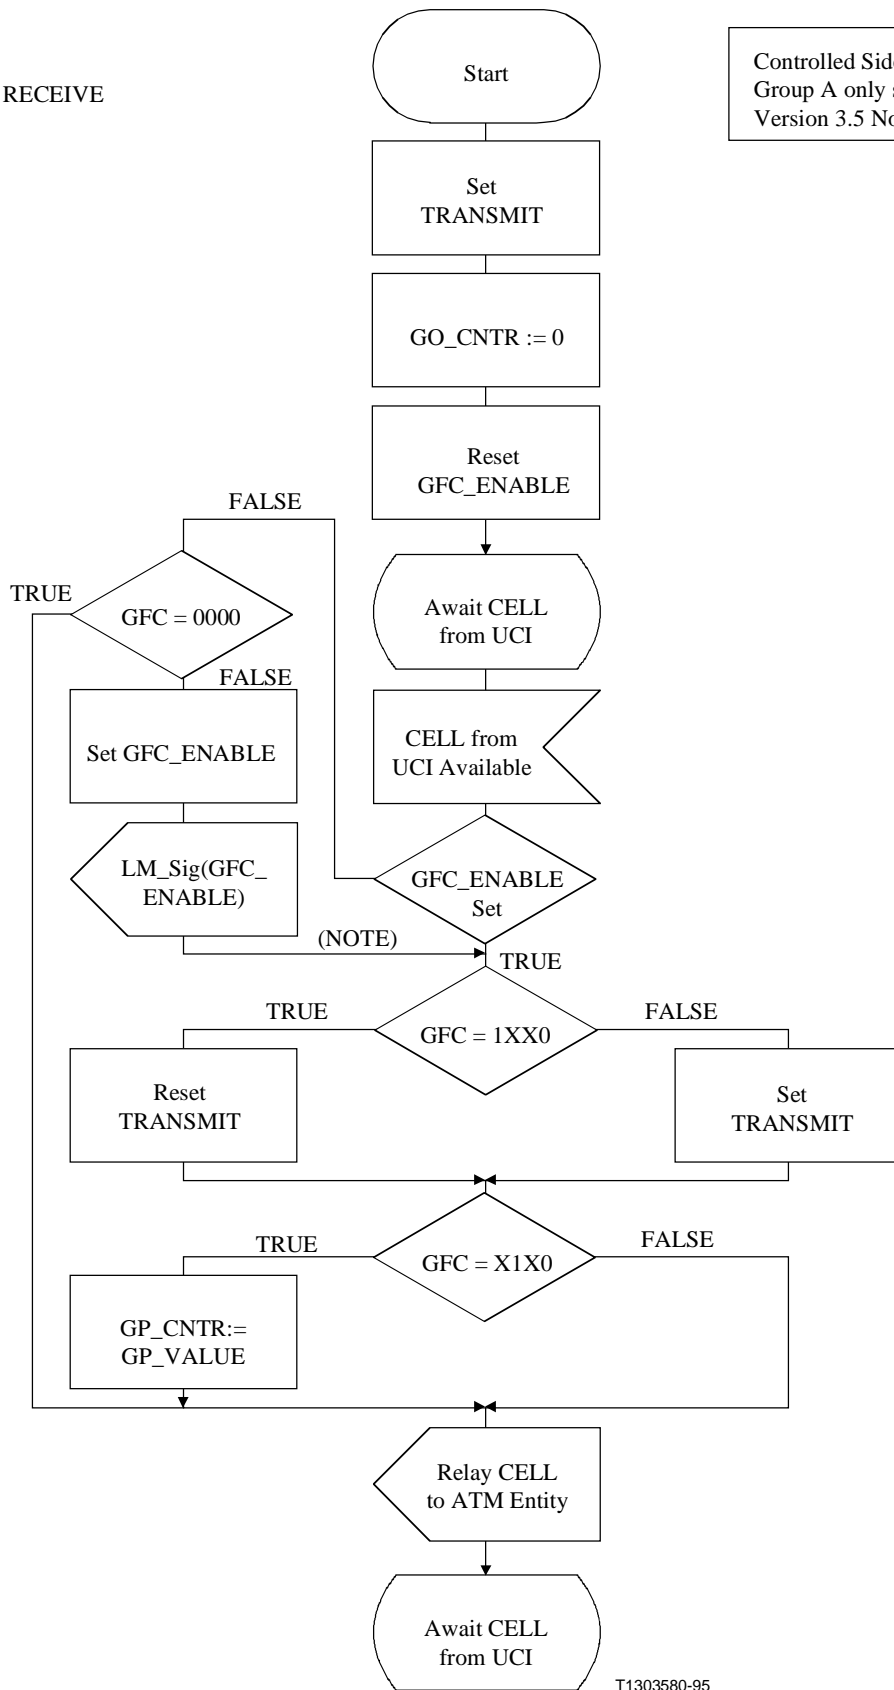 Start
Controlled Side
Group A only
Version 3.5
RECEIVE
Set
TRANSMIT
GO_CNTR := 0
Reset
GFC_ENABLE
FALSE
TRUE
GFC = 0000
Await CELL
from UCI
FALSE
Set GFC_ENABLE
CELL from
UCI Available
LM_Sig(GFC_
ENABLE)
GFC_ENABLE
Set
(NOTE)
TRUE
TRUE
GFC = 1XX0
FALSE
Reset
TRANSMIT
Set
TRANSMIT
TRUE
GFC = X1X0
FALSE
GP_CNTR:=
GP_VALUE
Relay CELL
to ATM Entity
Await CELL
from UCI
T1303580-95